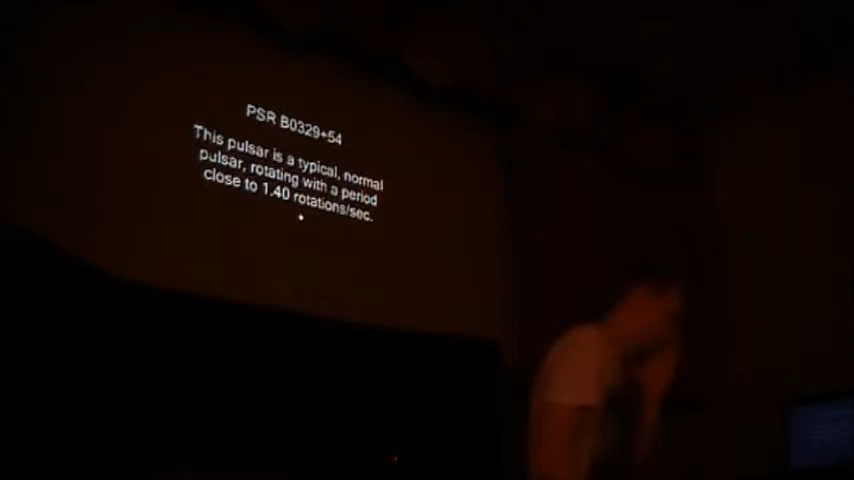 PSR B0329+54
This pulsar is a typical, normal
pulsar, rotating with a period
close to 1.40 rotations/sec.